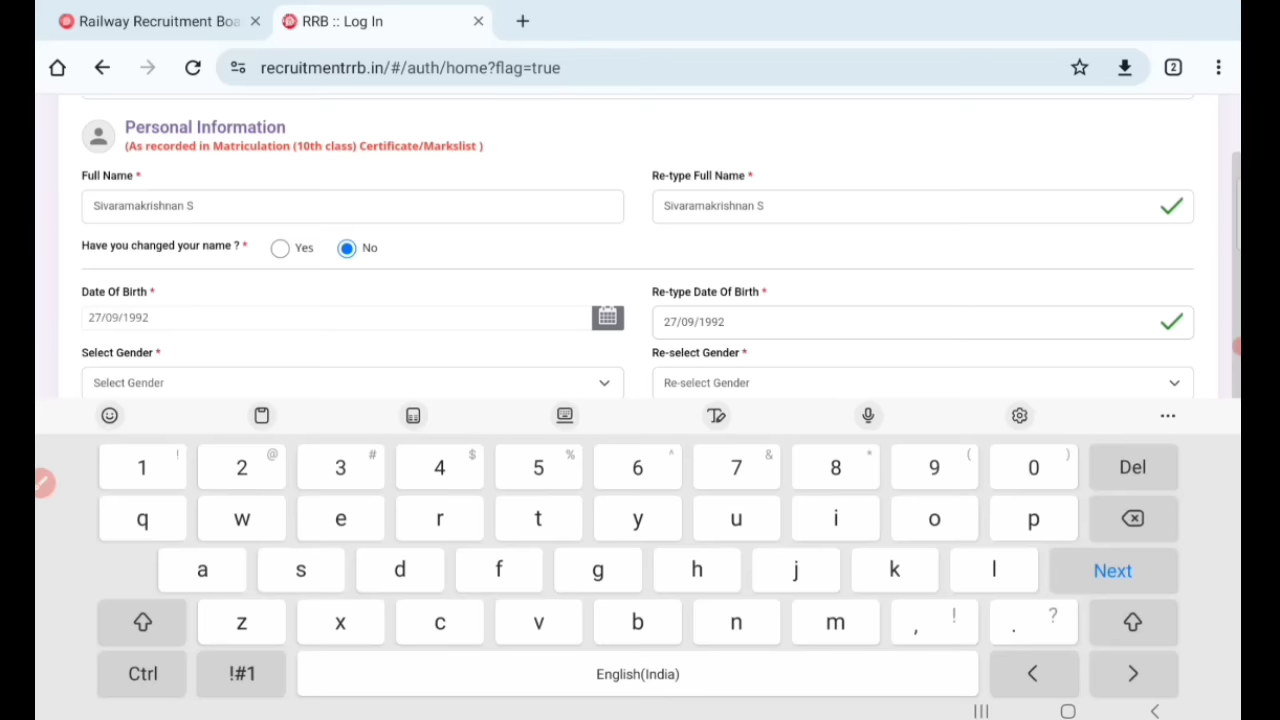 Railway Recruitment Boa
RRB :: Log In
recruitmentrrb.in/#/auth/home?flag=true
2
Personal Information
(As recorded in Matriculation (10th class) Certificate/Markslist )
Full Name *
Re-type Full Name *
Sivaramakrishnan S
Sivaramakrishnan S
Have you changed your name ? *
Yes
No
Date Of Birth *
Re-type Date Of Birth *
27/09/1992
27/09/1992
Select Gender *
Re-select Gender *
Select Gender
Re-select Gender
1 ! 2 @ 3 # 4 $ 5 % 6 ^ 7 & 8 * 9 ( 0 ) Del
q w e r t y u i o p
a s d f g h j k l Next
z x c v b n m , ! . ?
Ctrl !#1 English(India) < >